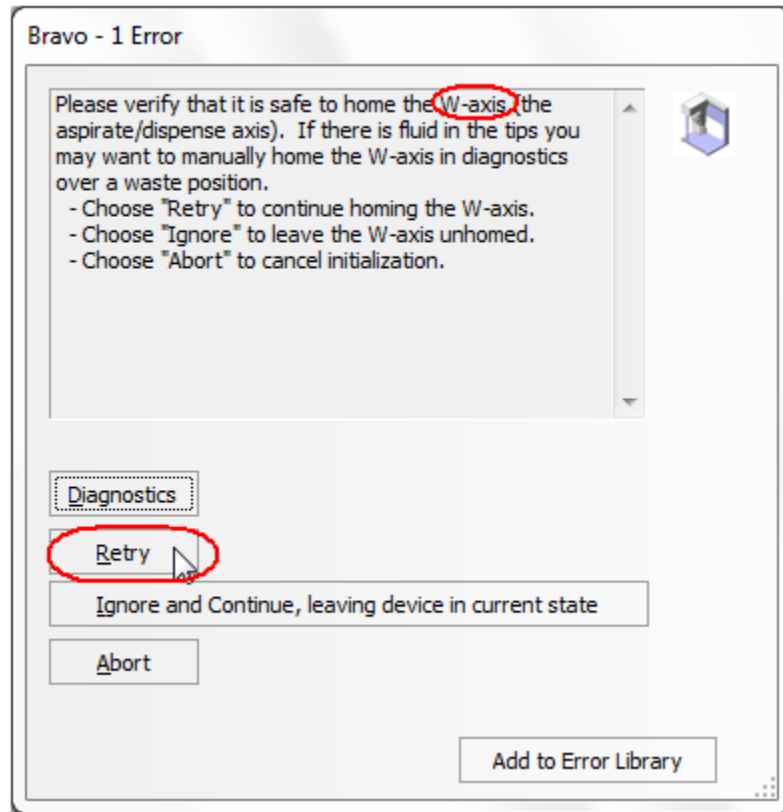 Bravo - 1 Error
Please verify that it is safe to home the W-axis (the
aspirate/dispense axis).  If there is fluid in the tips you
may want to manually home the W-axis in diagnostics
over a waste position.
- Choose "Retry" to continue homing the W-axis.
- Choose "Ignore" to leave the W-axis unhomed.
- Choose "Abort" to cancel initialization.
Diagnostics
Retry
Ignore and Continue, leaving device in current state
Abort
Add to Error Library